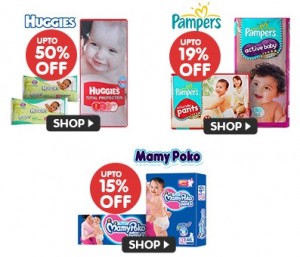 HUGGIES
UPTO
50%
OFF
HUGGIES
TOTAL PROTECTION
SHOP
Pampers
UPTO
19%
OFF
Pampers
active baby
Pampers
pants
SHOP
Mamy Poko
UPTO
15%
OFF
MamyPoko
MamyPoko
SHOP